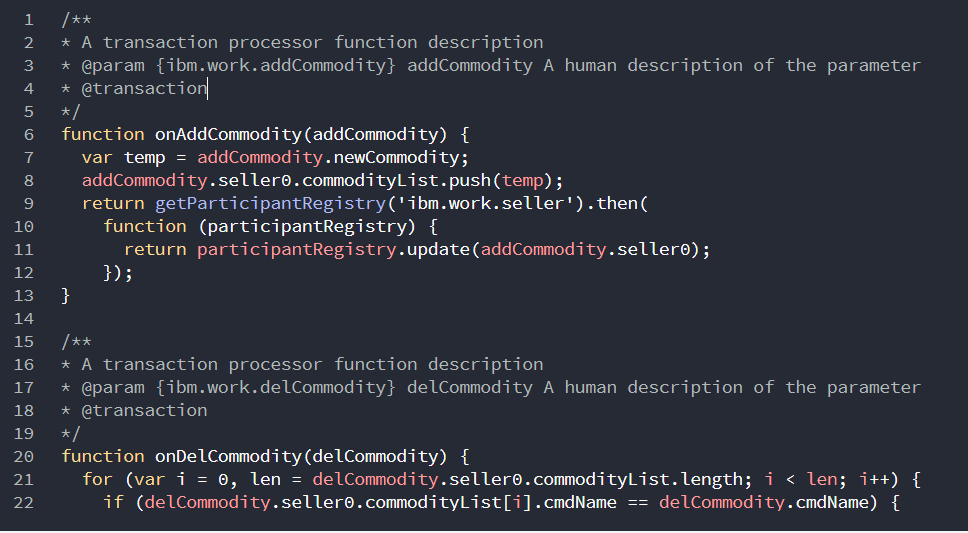 1 /**
2 * A transaction processor function description
3 * @param {ibm.work.addCommodity} addCommodity A human description of the parameter
4 * @transaction
5 */
6 function onAddCommodity(addCommodity) {
7   var temp = addCommodity.newCommodity;
8   addCommodity.seller0.commodityList.push(temp);
9   return getParticipantRegistry('ibm.work.seller').then(
10     function (participantRegistry) {
11       return participantRegistry.update(addCommodity.seller0);
12     });
13 }
14
15 /**
16 * A transaction processor function description
17 * @param {ibm.work.delCommodity} delCommodity A human description of the parameter
18 * @transaction
19 */
20 function onDelCommodity(delCommodity) {
21   for (var i = 0, len = delCommodity.seller0.commodityList.length; i < len; i++) {
22     if (delCommodity.seller0.commodityList[i].cmdName == delCommodity.cmdName) {